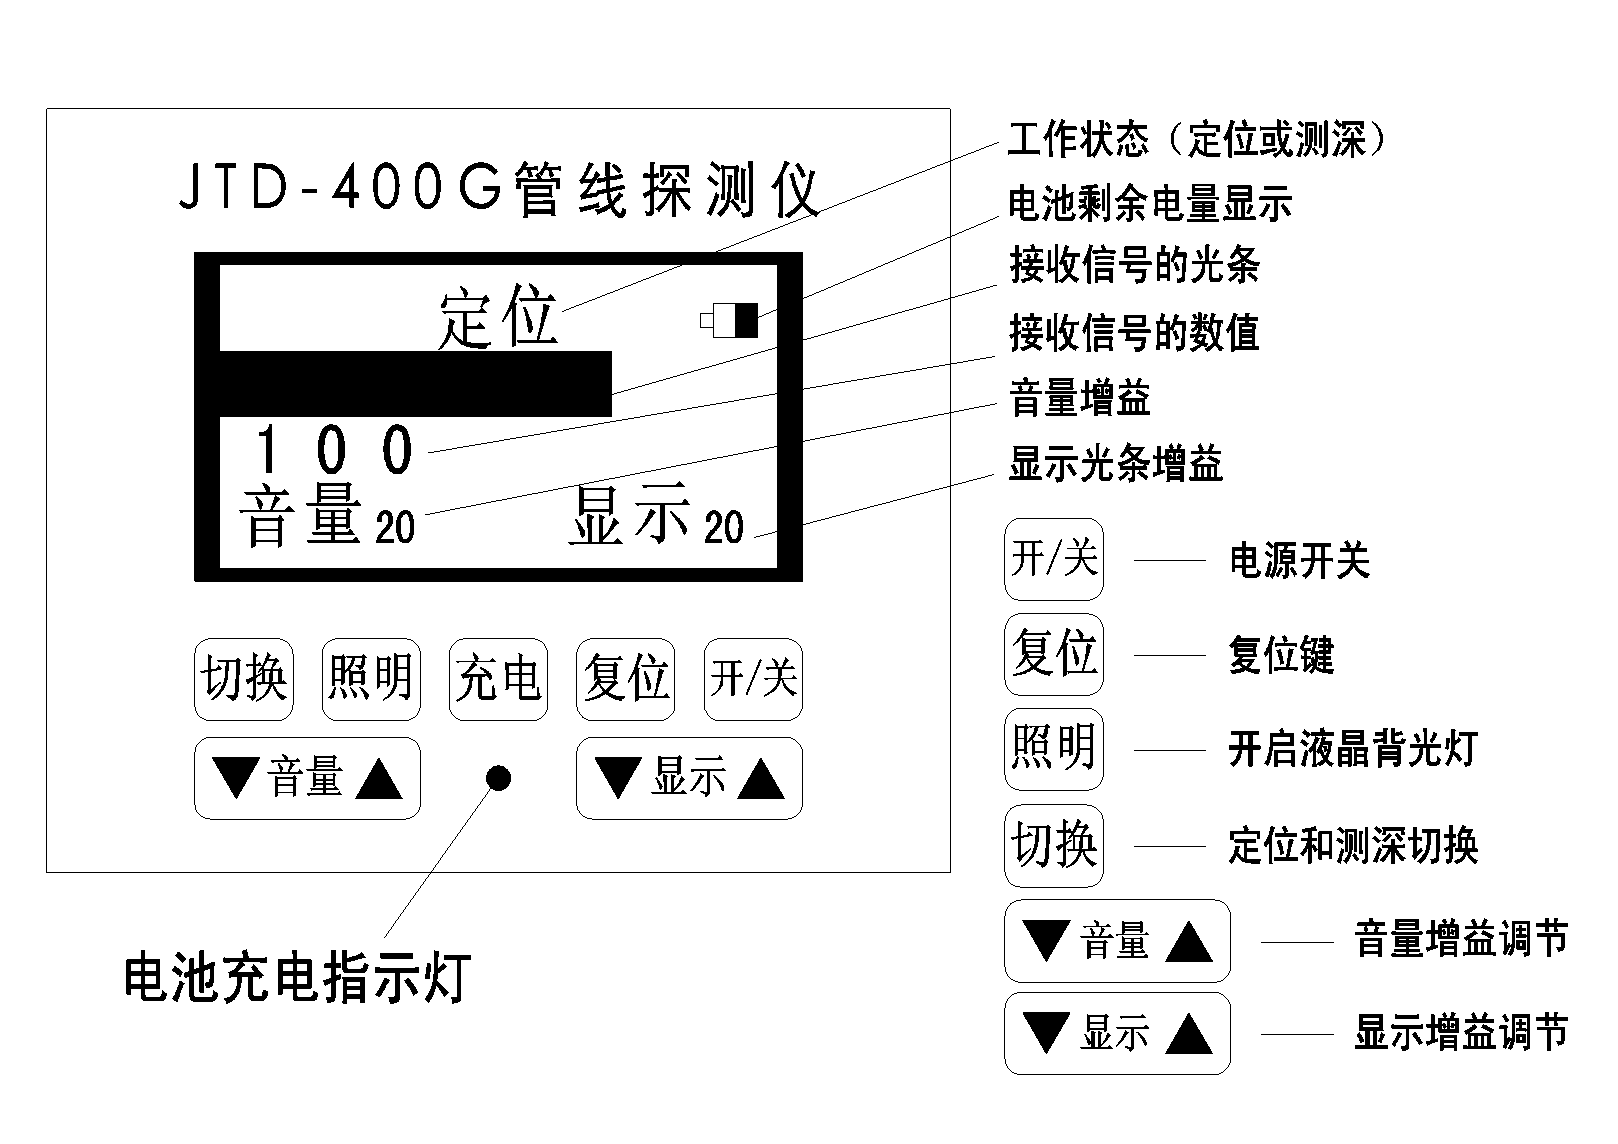 JTD-400G管线探测仪
定位
100
音量20 显示20
切换 照明 充电 复位 开/关
▼音量▲ ▼显示▲
电池充电指示灯
工作状态（定位或测深）
电池剩余电量显示
接收信号的光条
接收信号的数值
音量增益
显示光条增益
开/关 电源开关
复位 复位键
照明 开启液晶背光灯
切换 定位和测深切换
▼音量▲ 音量增益调节
▼显示▲ 显示增益调节